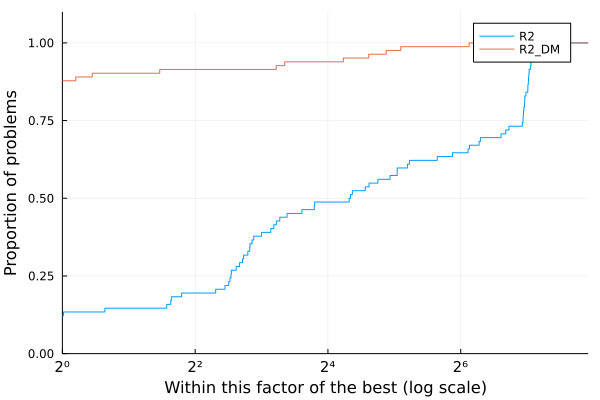 1.00
0.75
0.50
0.25
0.00
Proportion of problems
R2
R2_DM
2⁰ 2² 2⁴ 2⁶
Within this factor of the best (log scale)